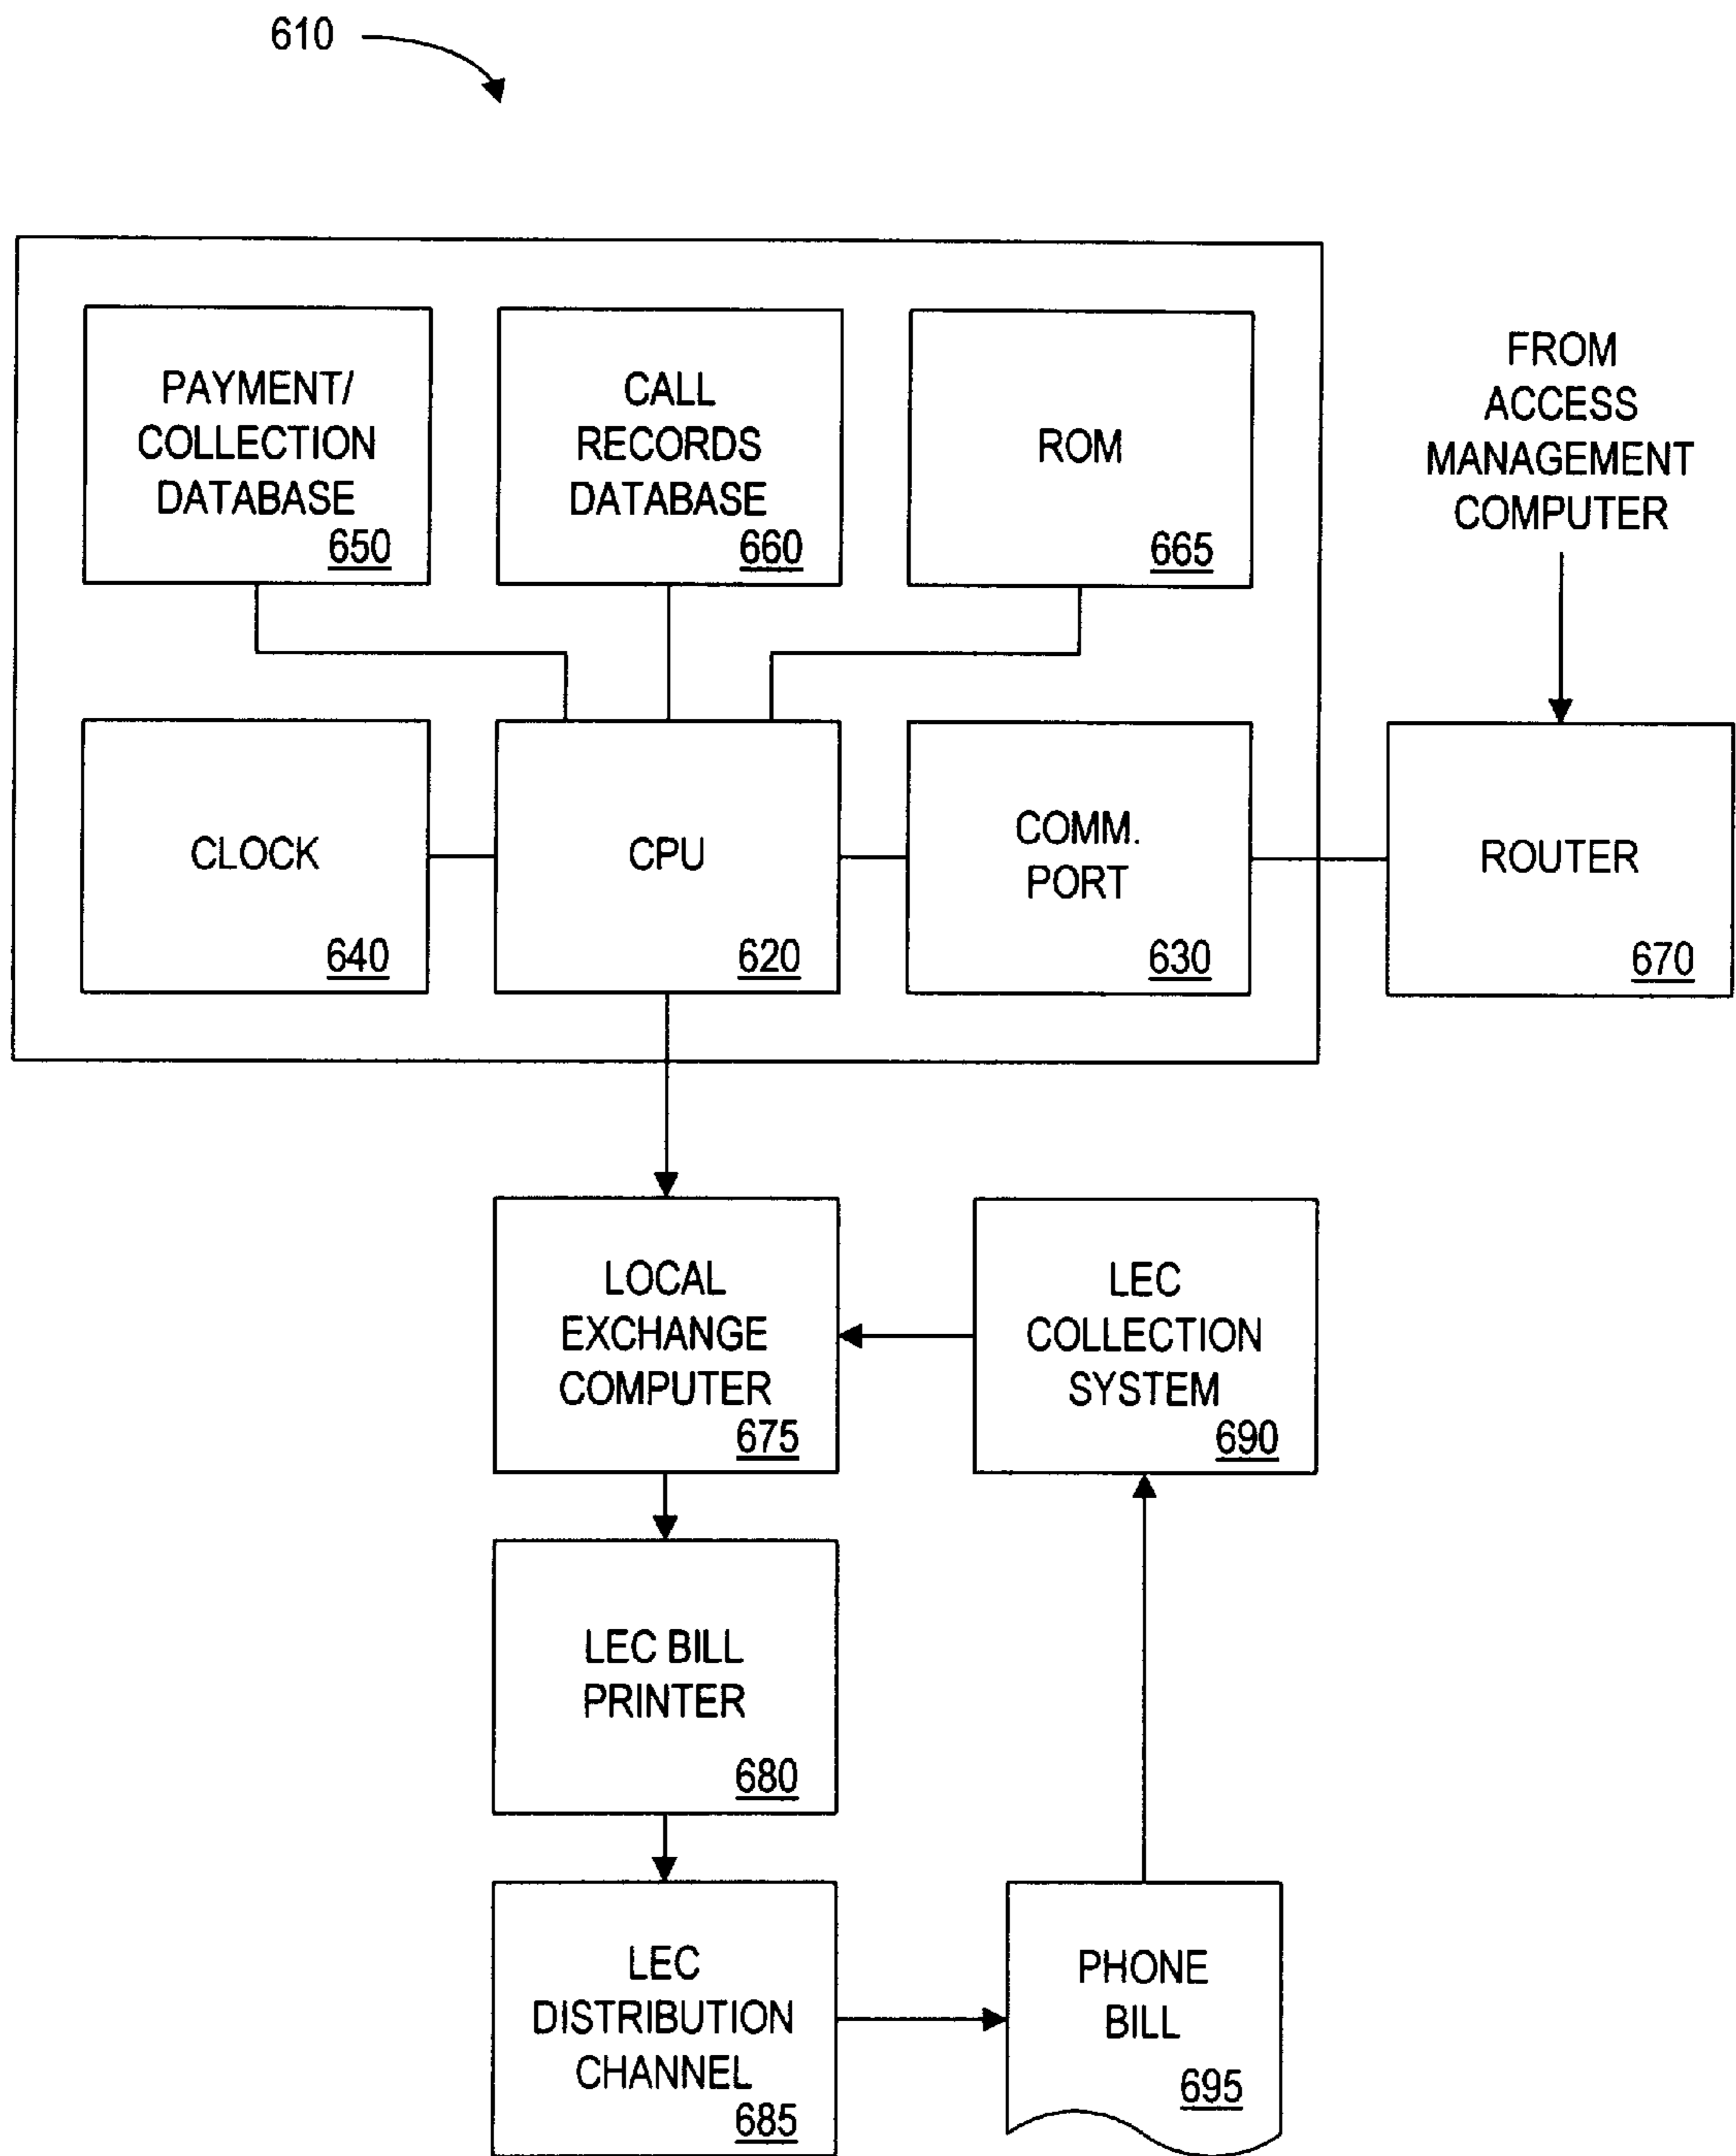 610
PAYMENT/
COLLECTION
DATABASE
650
CALL
RECORDS
DATABASE
660
ROM
665
FROM
ACCESS
MANAGEMENT
COMPUTER
CLOCK
640
CPU
620
COMM.
PORT
630
ROUTER
670
LOCAL
EXCHANGE
COMPUTER
675
LEC
COLLECTION
SYSTEM
690
LEC BILL
PRINTER
680
LEC
DISTRIBUTION
CHANNEL
685
PHONE
BILL
695